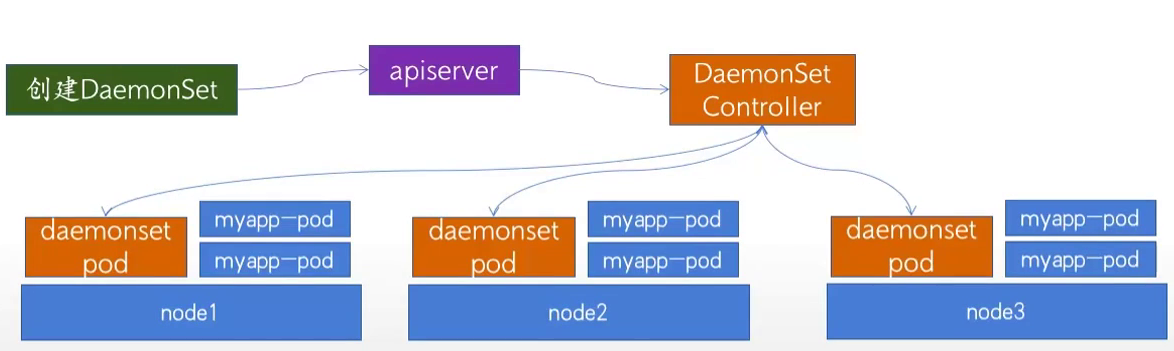 创建DaemonSet
apiserver
DaemonSet
Controller
daemonset
pod
myapp-pod
myapp-pod
node1
daemonset
pod
myapp-pod
myapp-pod
node2
daemonset
pod
myapp-pod
myapp-pod
node3